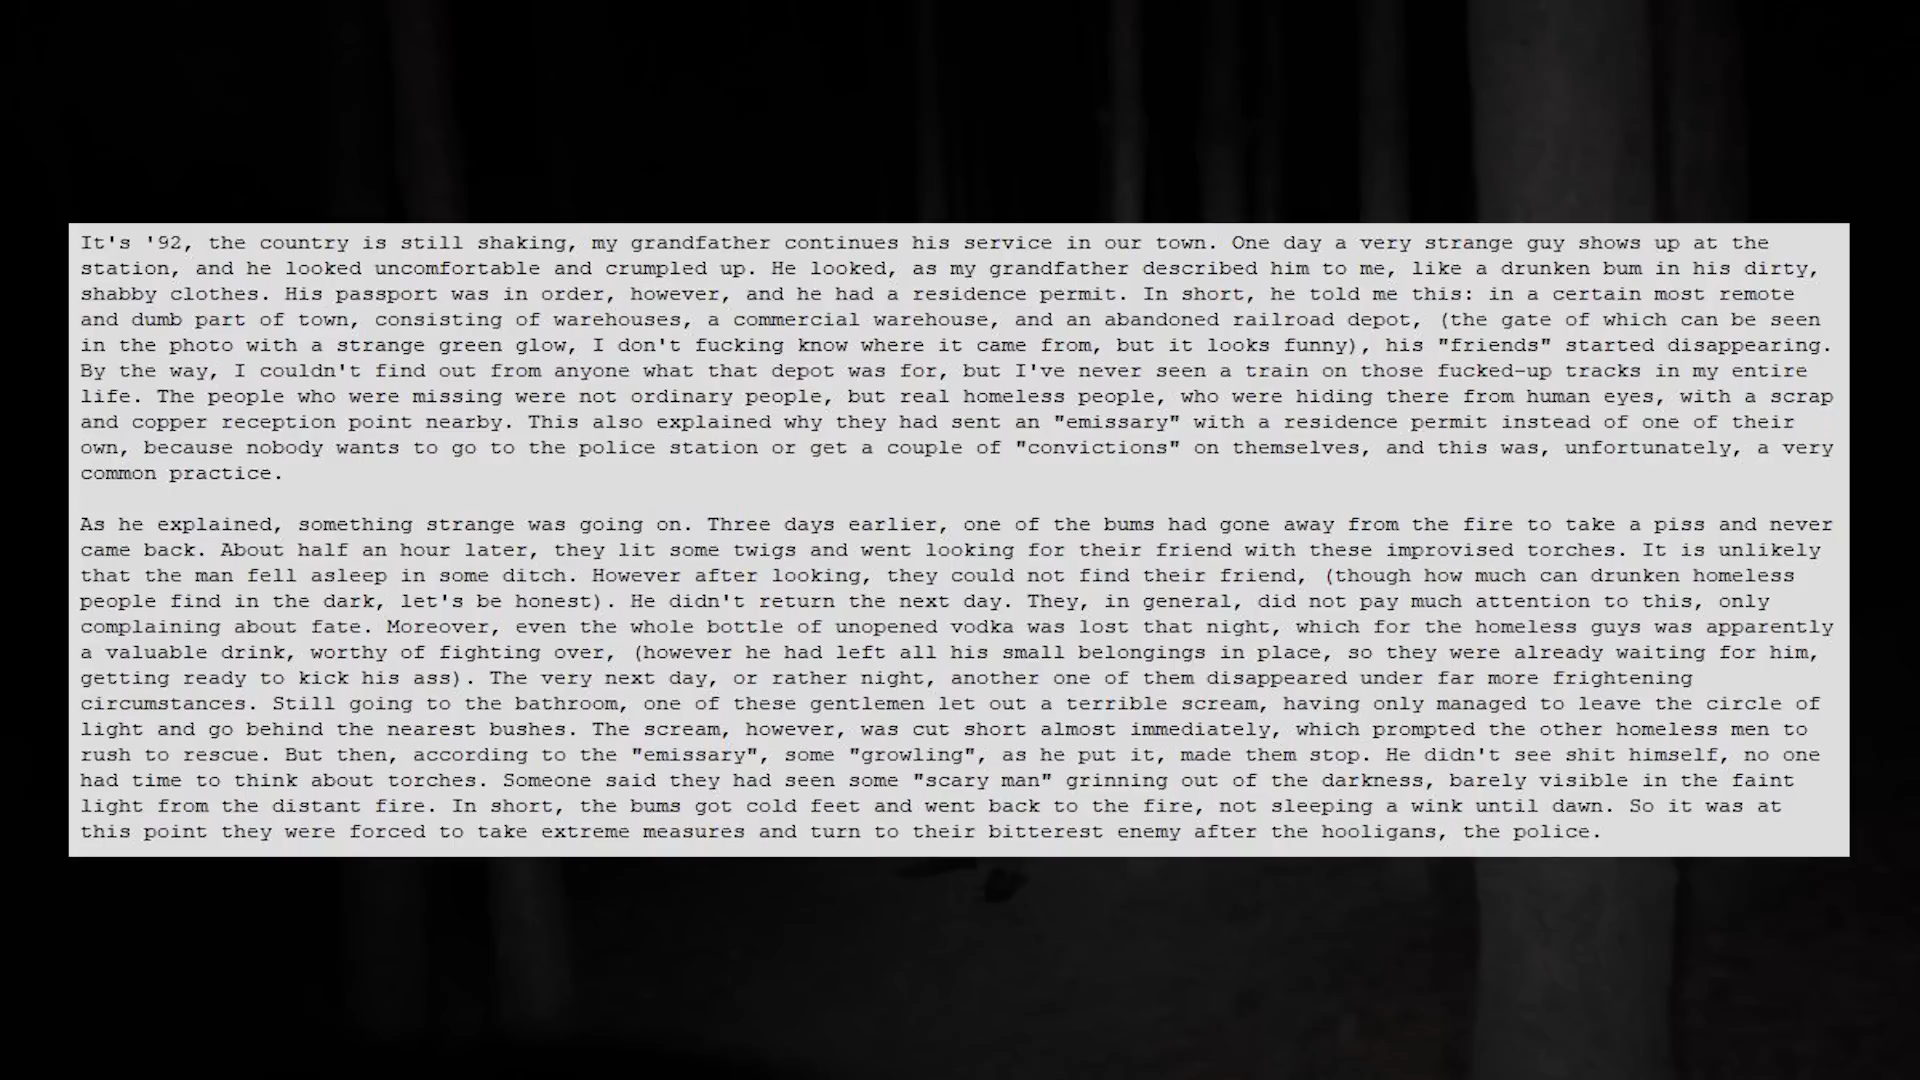 It's '92, the country is still shaking, my grandfather continues his service in our town. One day a very strange guy shows up at the
station, and he looked uncomfortable and crumpled up. He looked, as my grandfather described him to me, like a drunken bum in his dirty,
shabby clothes. His passport was in order, however, and he had a residence permit. In short, he told me this: in a certain most remote
and dumb part of town, consisting of warehouses, a commercial warehouse, and an abandoned railroad depot, (the gate of which can be seen
in the photo with a strange green glow, I don't fucking know where it came from, but it looks funny), his "friends" started disappearing.
By the way, I couldn't find out from anyone what that depot was for, but I've never seen a train on those fucked-up tracks in my entire
life. The people who were missing were not ordinary people, but real homeless people, who were hiding there from human eyes, with a scrap
and copper reception point nearby. This also explained why they had sent an "emissary" with a residence permit instead of one of their
own, because nobody wants to go to the police station or get a couple of "convictions" on themselves, and this was, unfortunately, a very
common practice.
As he explained, something strange was going on. Three days earlier, one of the bums had gone away from the fire to take a piss and never
came back. About half an hour later, they lit some twigs and went looking for their friend with these improvised torches. It is unlikely
that the man fell asleep in some ditch. However after looking, they could not find their friend, (though how much can drunken homeless
people find in the dark, let's be honest). He didn't return the next day. They, in general, did not pay much attention to this, only
complaining about fate. Moreover, even the whole bottle of unopened vodka was lost that night, which for the homeless guys was apparently
a valuable drink, worthy of fighting over, (however he had left all his small belongings in place, so they were already waiting for him,
getting ready to kick his ass). The very next day, or rather night, another one of them disappeared under far more frightening
circumstances. Still going to the bathroom, one of these gentlemen let out a terrible scream, having only managed to leave the circle of
light and go behind the nearest bushes. The scream, however, was cut short almost immediately, which prompted the other homeless men to
rush to rescue. But then, according to the "emissary", some "growling", as he put it, made them stop. He didn't see shit himself, no one
had time to think about torches. Someone said they had seen some "scary man" grinning out of the darkness, barely visible in the faint
light from the distant fire. In short, the bums got cold feet and went back to the fire, not sleeping a wink until dawn. So it was at
this point they were forced to take extreme measures and turn to their bitterest enemy after the hooligans, the police.